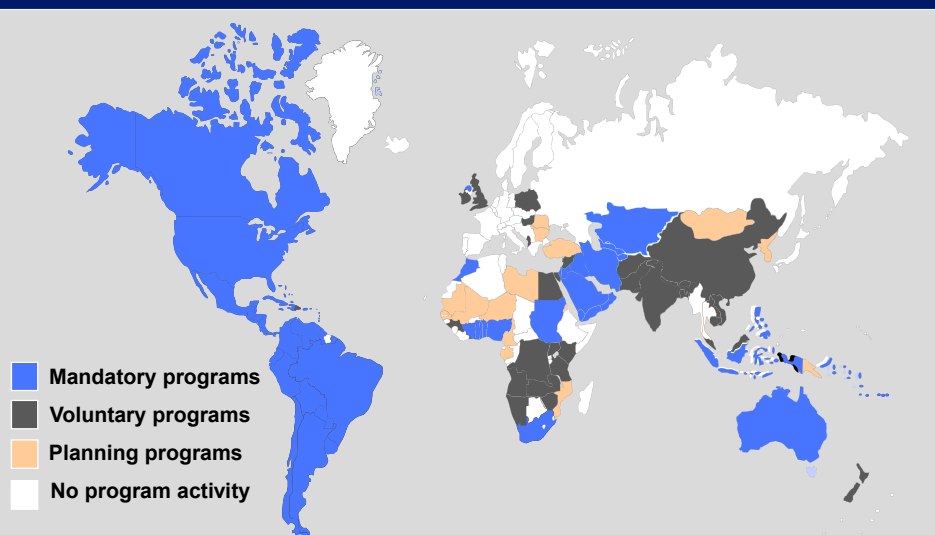 Mandatory programs
Voluntary programs
Planning programs
No program activity